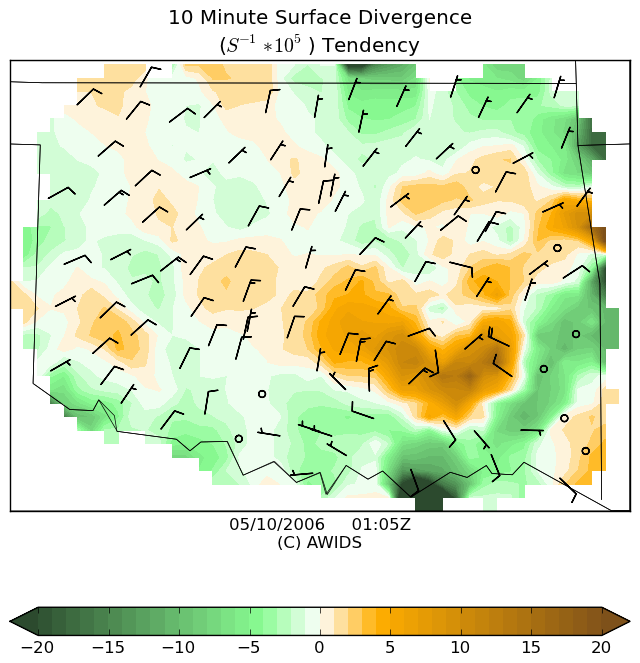 10 Minute Surface Divergence
(S⁻¹ * 10⁵ ) Tendency
05/10/2006 01:05Z
(C) AWIDS
−20 −15 −10 −5 0 5 10 15 20